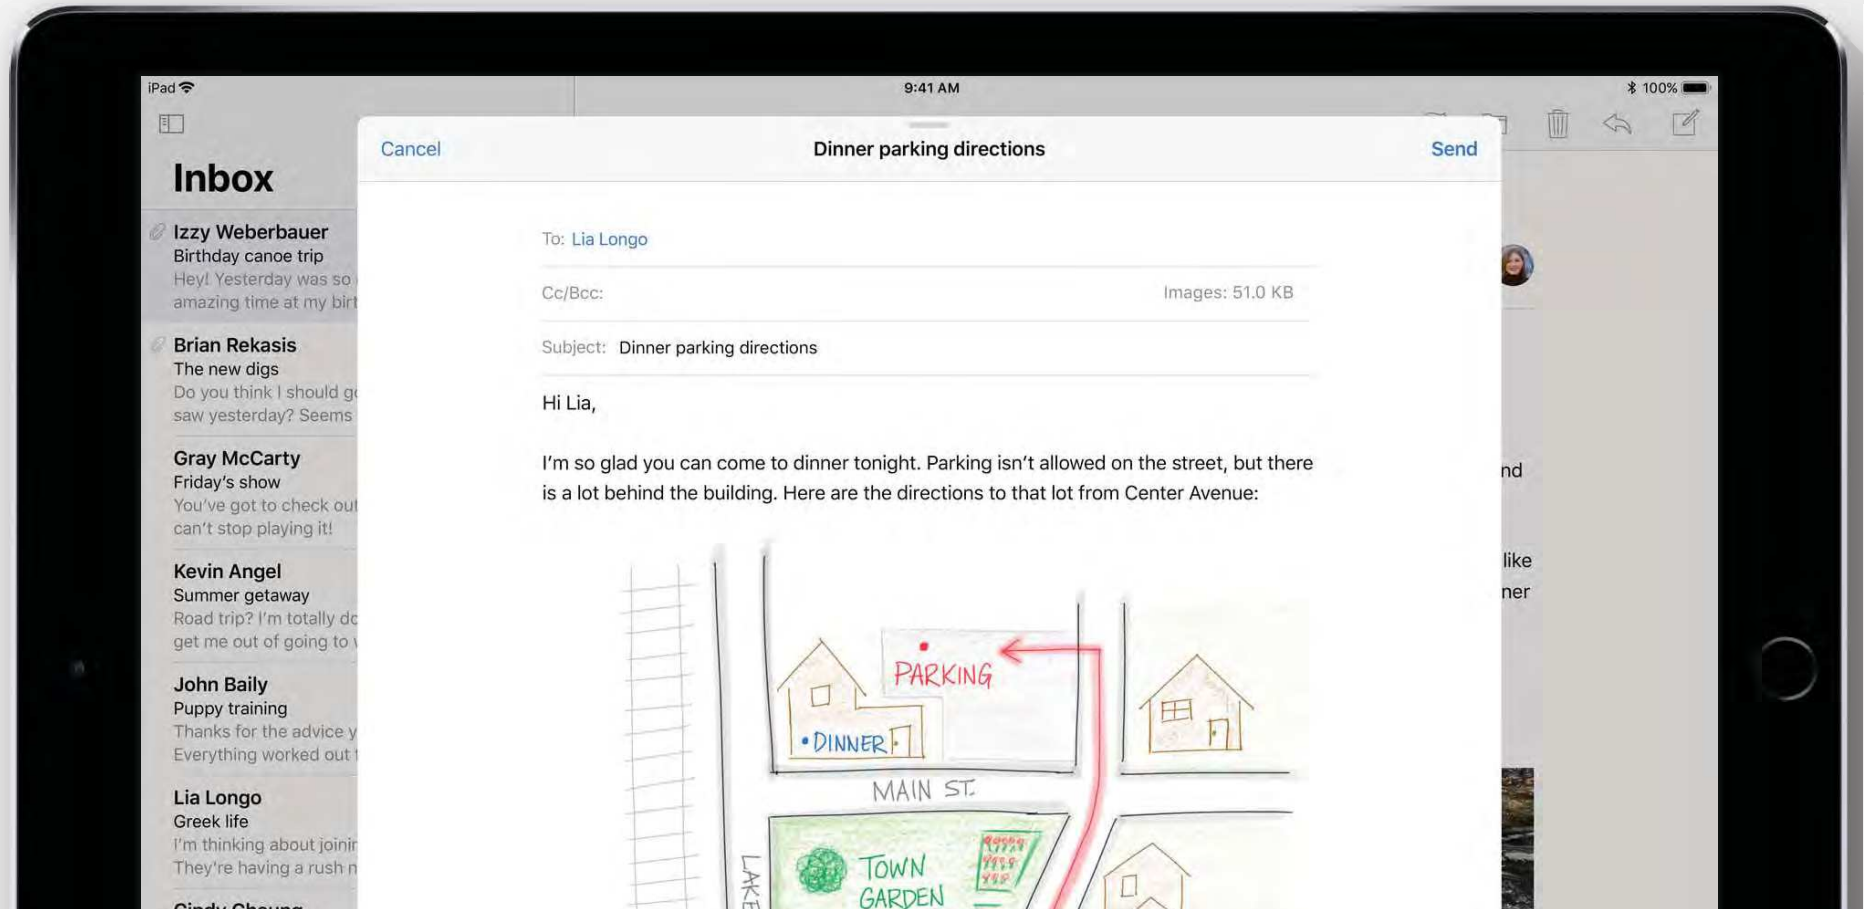 iPad
9:41 AM
100%
Cancel
Dinner parking directions
Send
Inbox
Izzy Weberbauer
Birthday canoe trip
Hey! Yesterday was so
amazing time at my birt
Brian Rekasis
The new digs
Do you think I should go
saw yesterday? Seems
Gray McCarty
Friday's show
You've got to check out
can't stop playing it!
Kevin Angel
Summer getaway
Road trip? I'm totally do
get me out of going to
John Baily
Puppy training
Thanks for the advice y
Everything worked out
Lia Longo
Greek life
I'm thinking about joinin
They're having a rush
To: Lia Longo
Cc/Bcc:
Images: 51.0 KB
Subject: Dinner parking directions
Hi Lia,
I'm so glad you can come to dinner tonight. Parking isn't allowed on the street, but there
is a lot behind the building. Here are the directions to that lot from Center Avenue:
PARKING
DINNER
MAIN ST.
TOWN
GARDEN
LAKE
nd
like
ner